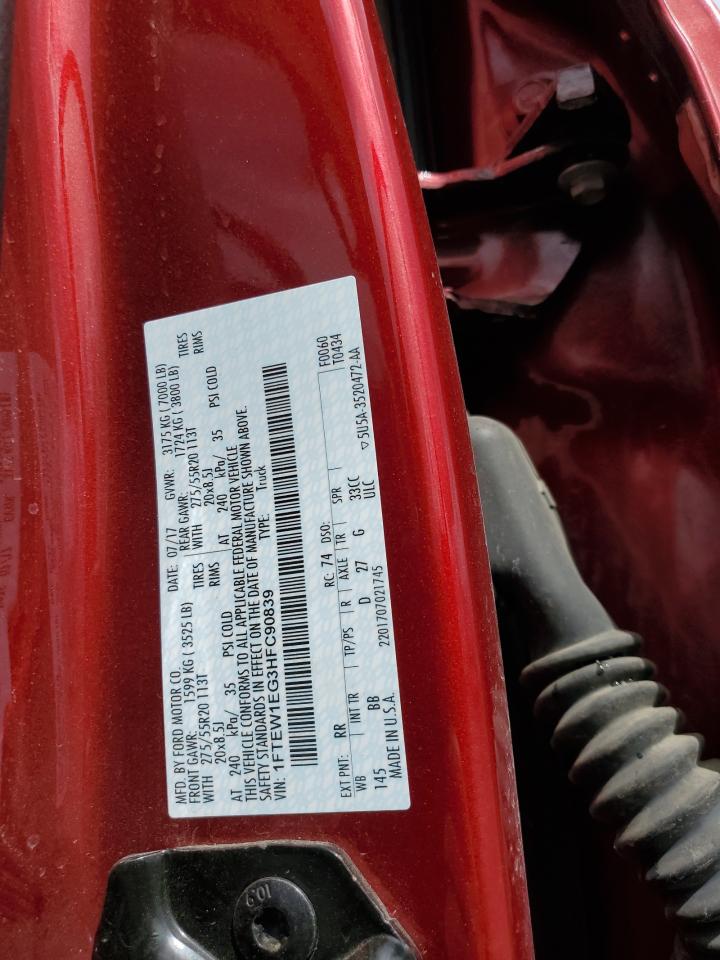 MFD. BY FORD MOTOR CO.
DATE: 07/17 GVWR: 3175 KG ( 7000 LB)
FRONT GAWR: 1599 KG ( 3525 LB) REAR GAWR: 1724 KG ( 3800 LB)
WITH 275/55R20 113T TIRES WITH 275/55R20 113T TIRES
20x8.5J RIMS 20x8.5J RIMS
AT 240 kPa/ 35 PSI COLD AT 240 kPa/ 35 PSI COLD
THIS VEHICLE CONFORMS TO ALL APPLICABLE FEDERAL MOTOR VEHICLE
SAFETY STANDARDS IN EFFECT ON THE DATE OF MANUFACTURE SHOWN ABOVE.
VIN: 1FTEW1EG3HFC90839 TYPE: Truck
F0060
EXT PNT: RR RC: 74 DSO: T0434
WB INT TR TP/PS R AXLE TR SPR
145 BB D 27 G 33CC
ULC
MADE IN U.S.A. 2201707021745 ▽5U5A-3520472-AA
10.9